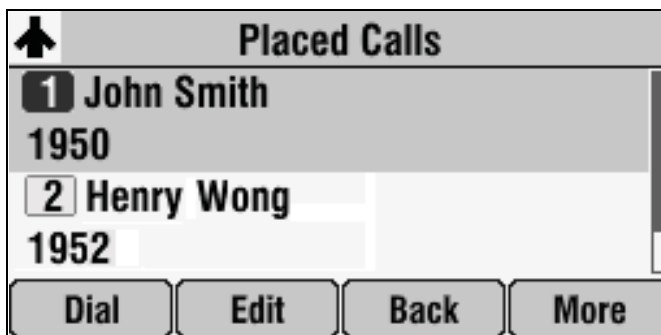 Placed Calls
1 John Smith
1950
2 Henry Wong
1952
Dial Edit Back More